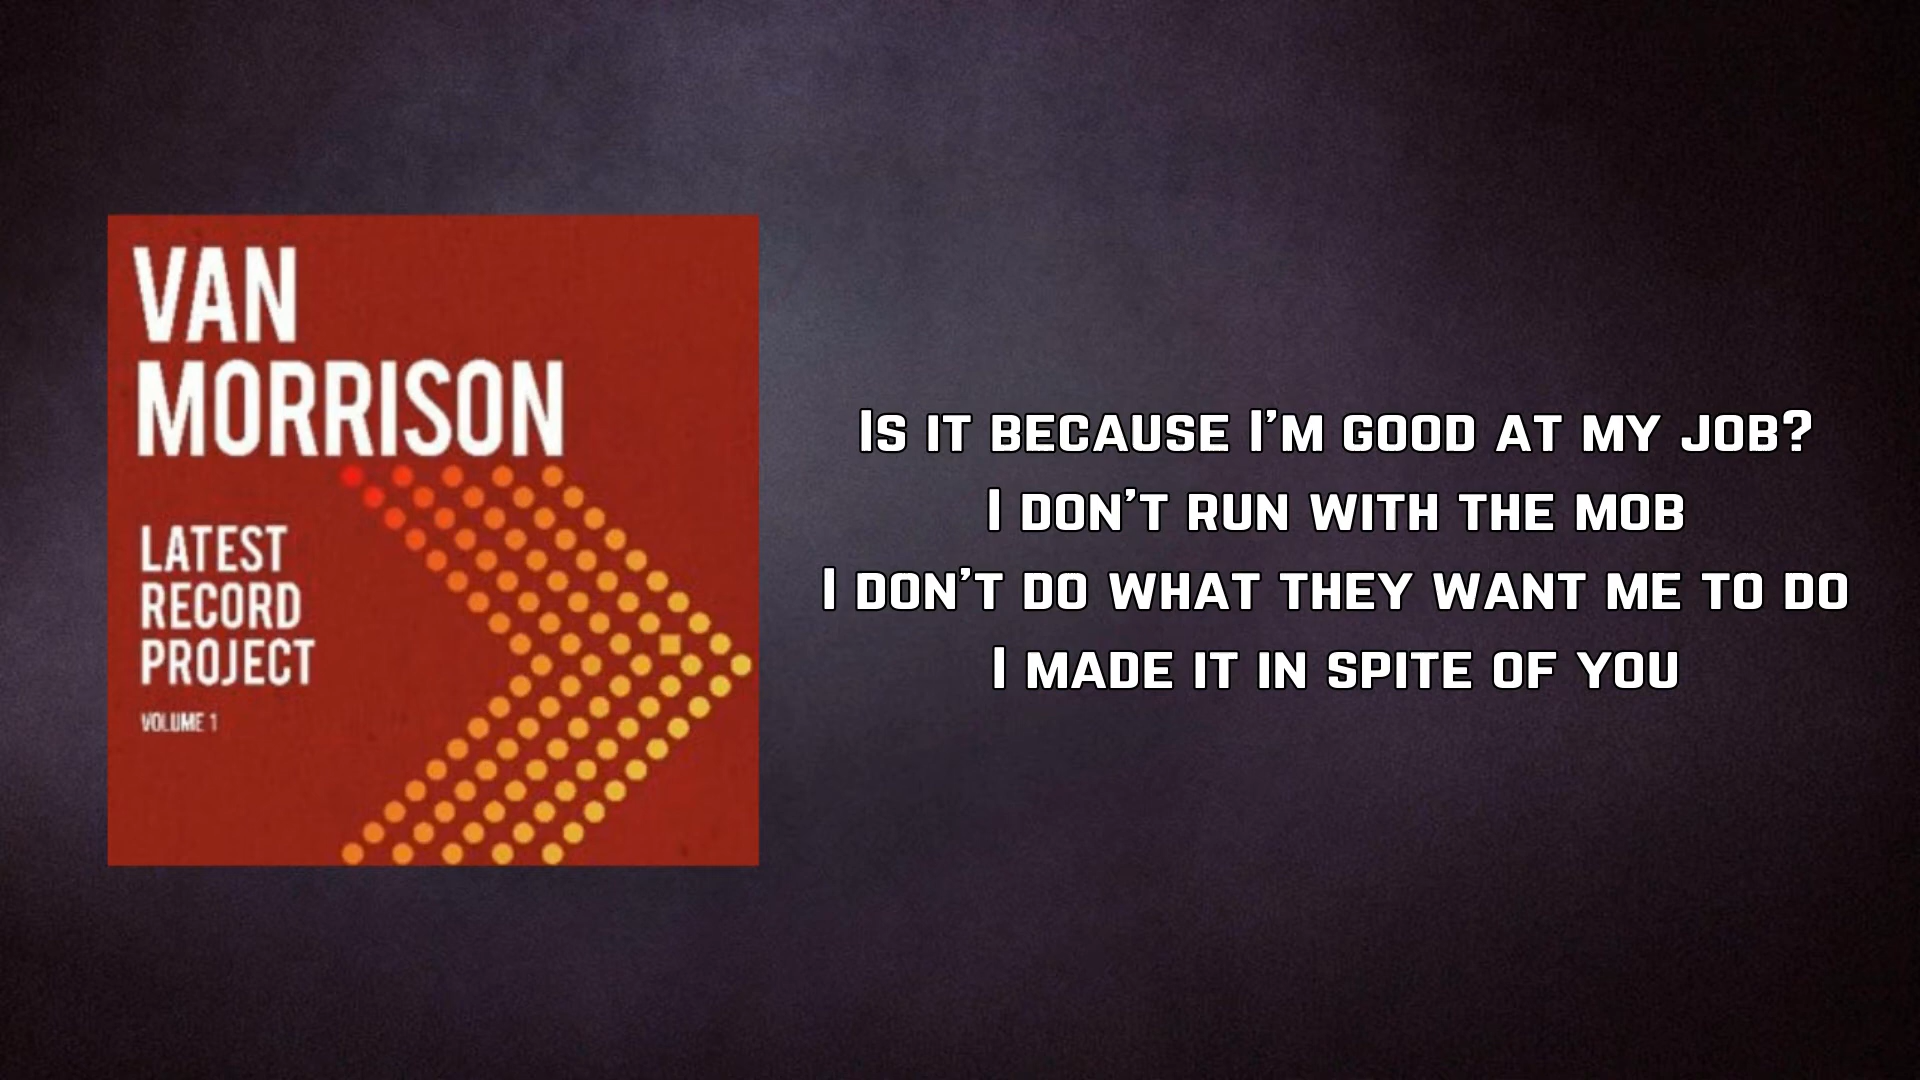 VAN
MORRISON
LATEST
RECORD
PROJECT
VOLUME 1
Is it because I'm good at my job?
I don't run with the mob
I don't do what they want me to do
I made it in spite of you